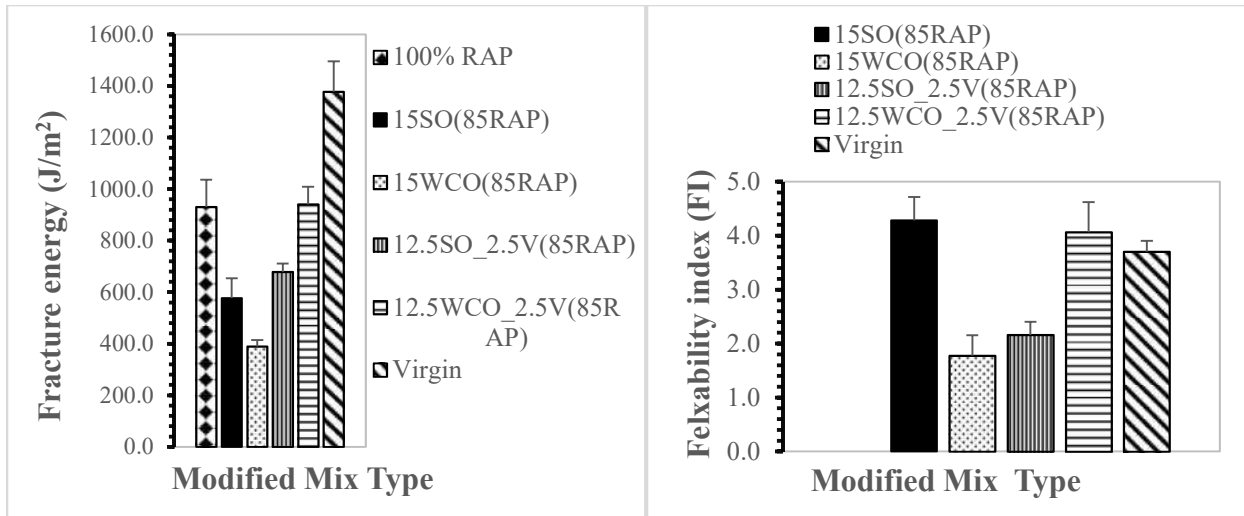 Fracture energy (J/m²)
1600.0
1400.0
1200.0
1000.0
800.0
600.0
400.0
200.0
0.0
100% RAP
15SO(85RAP)
15WCO(85RAP)
12.5SO_2.5V(85RAP)
12.5WCO_2.5V(85R
AP)
Virgin
Modified Mix Type
15SO(85RAP)
15WCO(85RAP)
12.5SO_2.5V(85RAP)
12.5WCO_2.5V(85RAP)
Virgin
Felxability index (FI)
5.0
4.0
3.0
2.0
1.0
0.0
Modified Mix Type